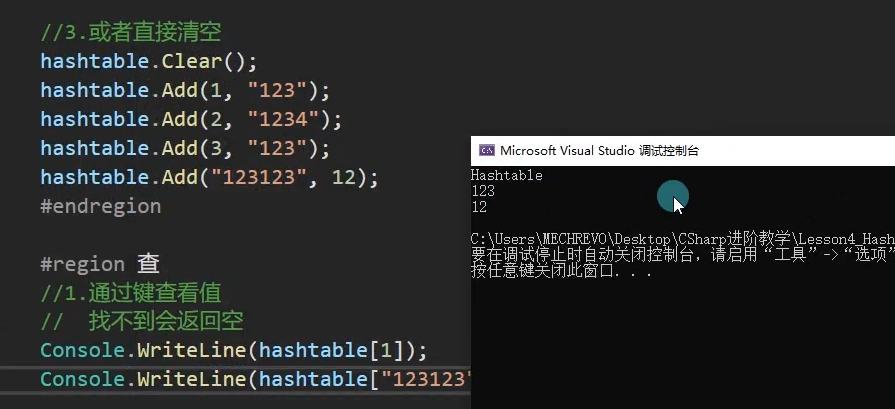 //3.或者直接清空
hashtable.Clear();
hashtable.Add(1, "123");
hashtable.Add(2, "1234");
hashtable.Add(3, "123");
hashtable.Add("123123", 12);
#endregion
#region 查
//1.通过键查看值
//  找不到会返回空
Console.WriteLine(hashtable[1]);
Console.WriteLine(hashtable["123123"
Microsoft Visual Studio 调试控制台
Hashtable
123
12
C:\Users\MECHREVO\Desktop\CSharp进阶教学\Lesson4_Hash
要在调试停止时自动关闭控制台，请启用“工具”->“选项”
按任意键关闭此窗口. . .